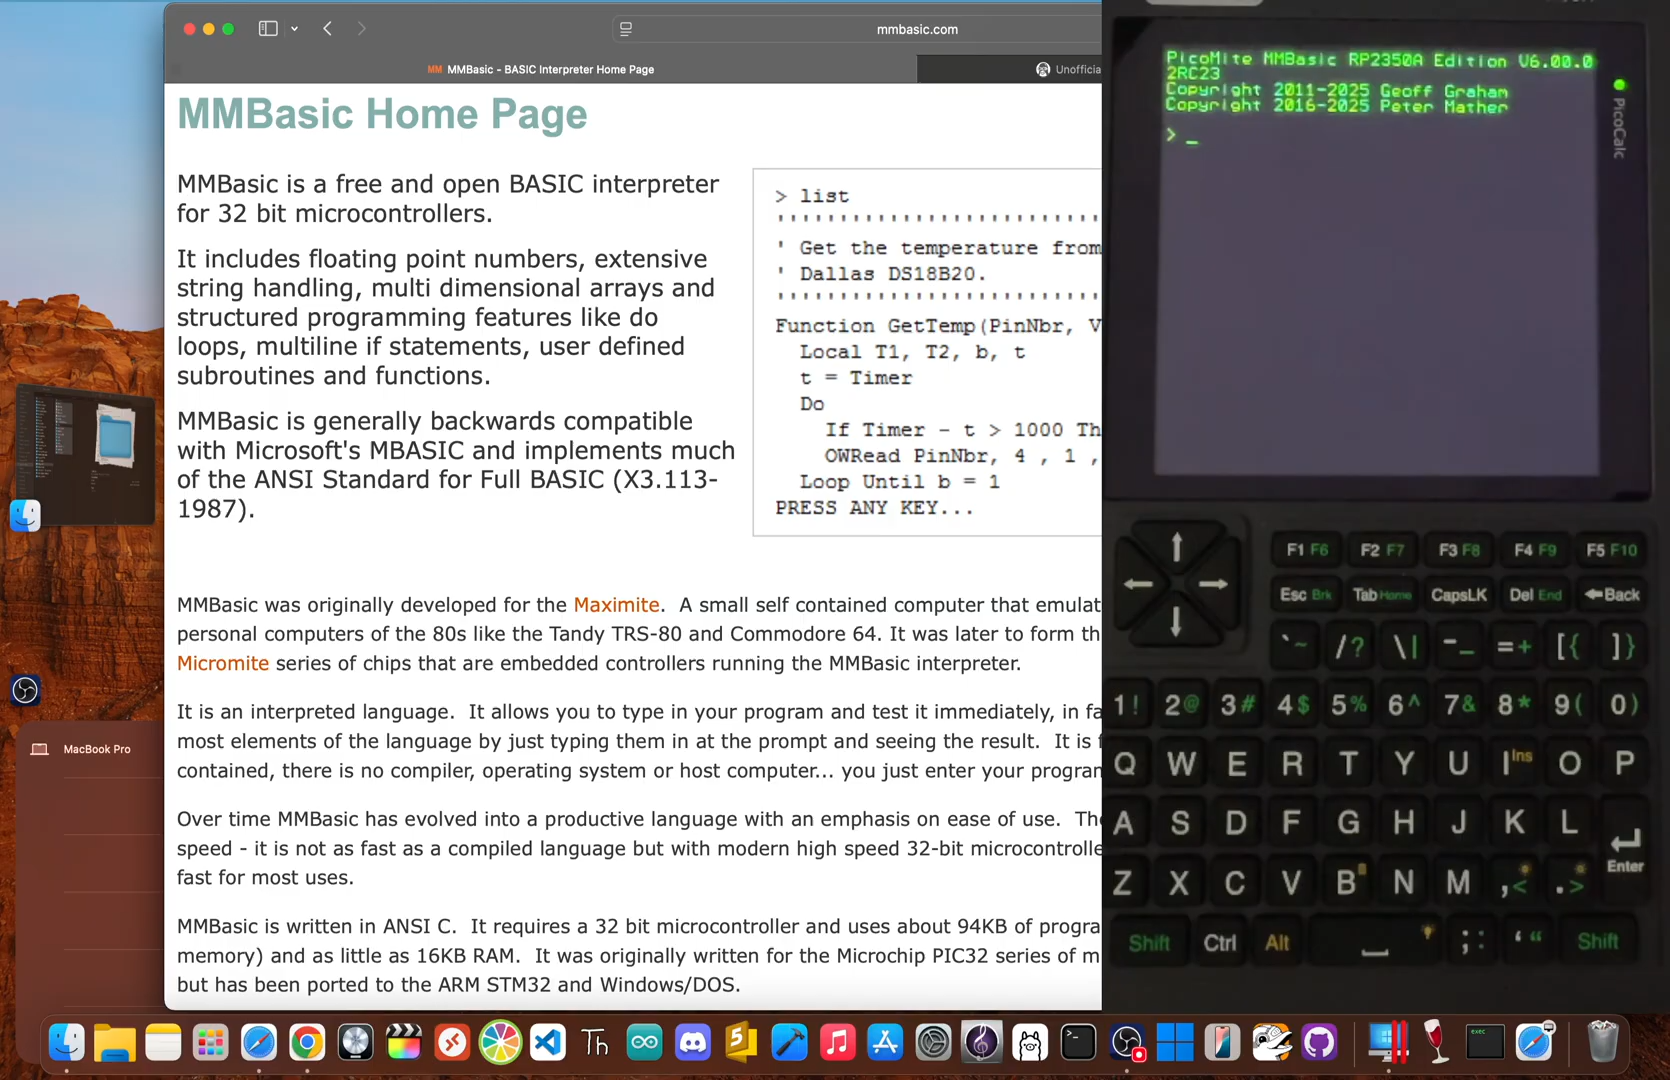 mmbasic.com
MM MMBasic - BASIC Interpreter Home Page
Unofficia
MMBasic Home Page
MMBasic is a free and open BASIC interpreter
for 32 bit microcontrollers.
It includes floating point numbers, extensive
string handling, multi dimensional arrays and
structured programming features like do
loops, multiline if statements, user defined
subroutines and functions.
MMBasic is generally backwards compatible
with Microsoft's MBASIC and implements much
of the ANSI Standard for Full BASIC (X3.113-
1987).
> list
' Get the temperature from
' Dallas DS18B20.
Function GetTemp(PinNbr, V
Local T1, T2, b, t
t = Timer
Do
If Timer - t > 1000 Th
OWRead PinNbr, 4 , 1 ,
Loop Until b = 1
PRESS ANY KEY...
MMBasic was originally developed for the Maximite.  A small self contained computer that emulat
personal computers of the 80s like the Tandy TRS-80 and Commodore 64. It was later to form th
Micromite series of chips that are embedded controllers running the MMBasic interpreter.
It is an interpreted language.  It allows you to type in your program and test it immediately, in fa
most elements of the language by just typing them in at the prompt and seeing the result.  It is f
contained, there is no compiler, operating system or host computer... you just enter your program
Over time MMBasic has evolved into a productive language with an emphasis on ease of use.  The
speed - it is not as fast as a compiled language but with modern high speed 32-bit microcontrolle
fast for most uses.
MMBasic is written in ANSI C.  It requires a 32 bit microcontroller and uses about 94KB of progra
memory) and as little as 16KB RAM.  It was originally written for the Microchip PIC32 series of m
but has been ported to the ARM STM32 and Windows/DOS.
MacBook Pro
PicoMite MMBasic RP2350A Edition V6.00.0
2RC23
Copyright 2011-2025 Geoff Graham
Copyright 2016-2025 Peter Mather
> _
PicoCalc
F1 F6 F2 F7 F3 F8 F4 F9 F5 F10
Esc Brk Tab Home CapsLK Del End Back
` ~ / ? \ | - _ = + [ { ] }
1 ! 2 @ 3 # 4 $ 5 % 6 ^ 7 & 8 * 9 ( 0 )
Q W E R T Y U I Ins O P
A S D F G H J K L
Enter
Z X C V B N M , < . >
Shift Ctrl Alt ; : ' " Shift
Th
exec